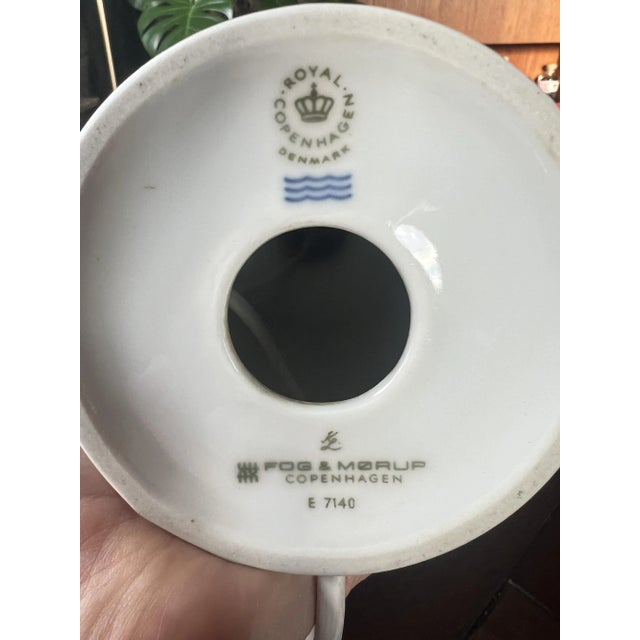 ROYAL
COPENHAGEN
DENMARK
FOG & MØRUP
COPENHAGEN
E 7140